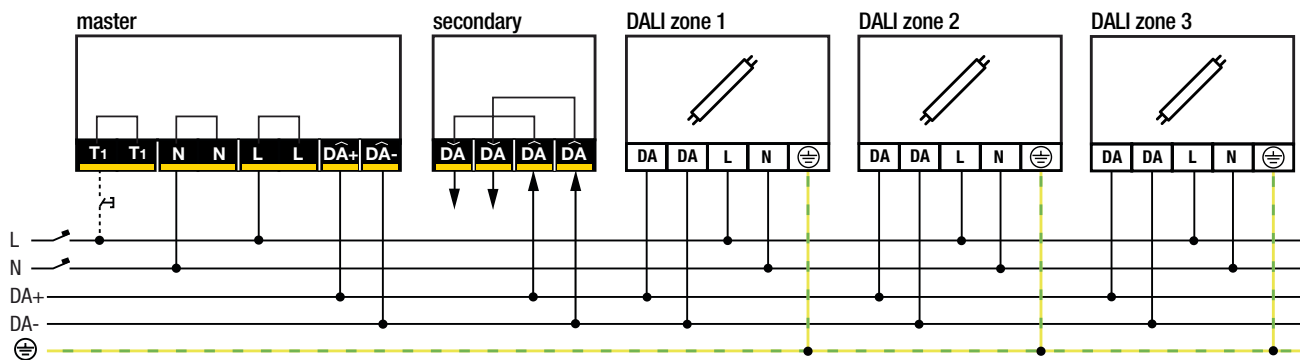 master secondary DALI zone 1 DALI zone 2 DALI zone 3
T1 T1 N N L L DA+ DA- DA DA DA DA DA DA L N DA DA L N DA DA L N
L
N
DA+
DA-